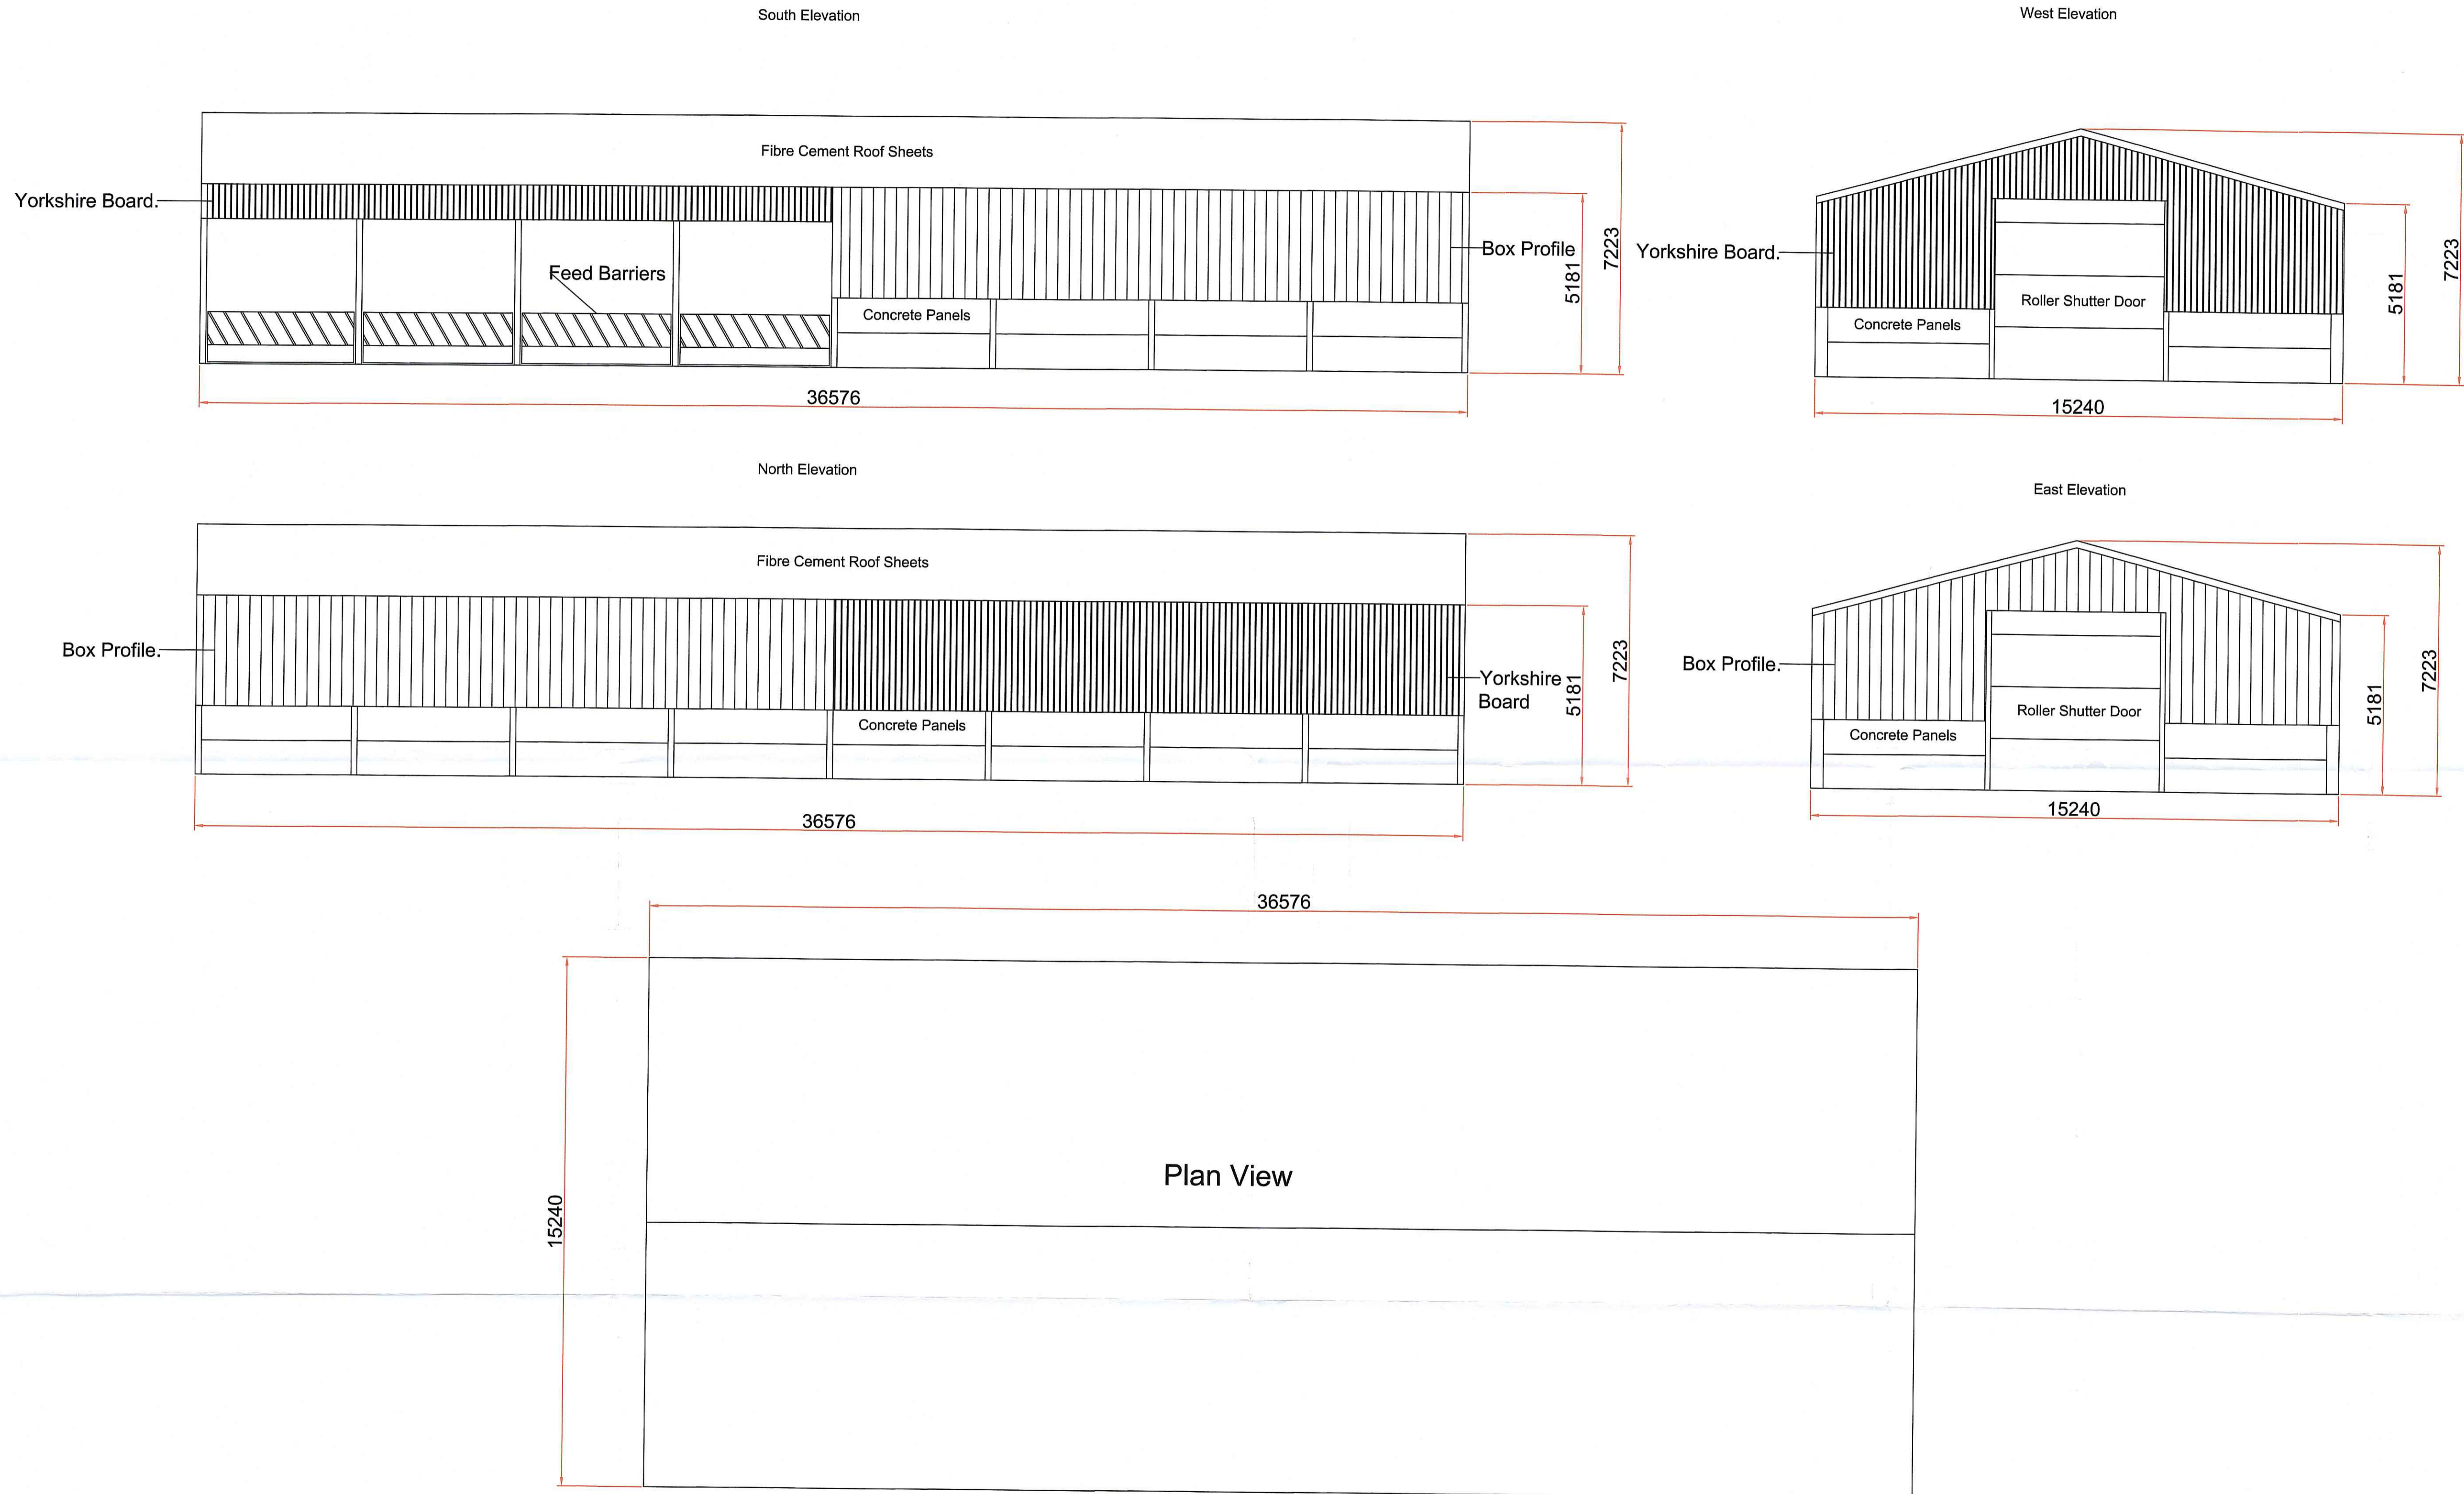 South Elevation
West Elevation
Fibre Cement Roof Sheets
Yorkshire Board.
Feed Barriers
Box Profile
Concrete Panels
5181
7223
36576
Yorkshire Board.
Roller Shutter Door
Concrete Panels
5181
7223
15240
North Elevation
East Elevation
Fibre Cement Roof Sheets
Box Profile.
Yorkshire
Board
Concrete Panels
5181
7223
36576
Box Profile.
Roller Shutter Door
Concrete Panels
5181
7223
15240
36576
15240
Plan View